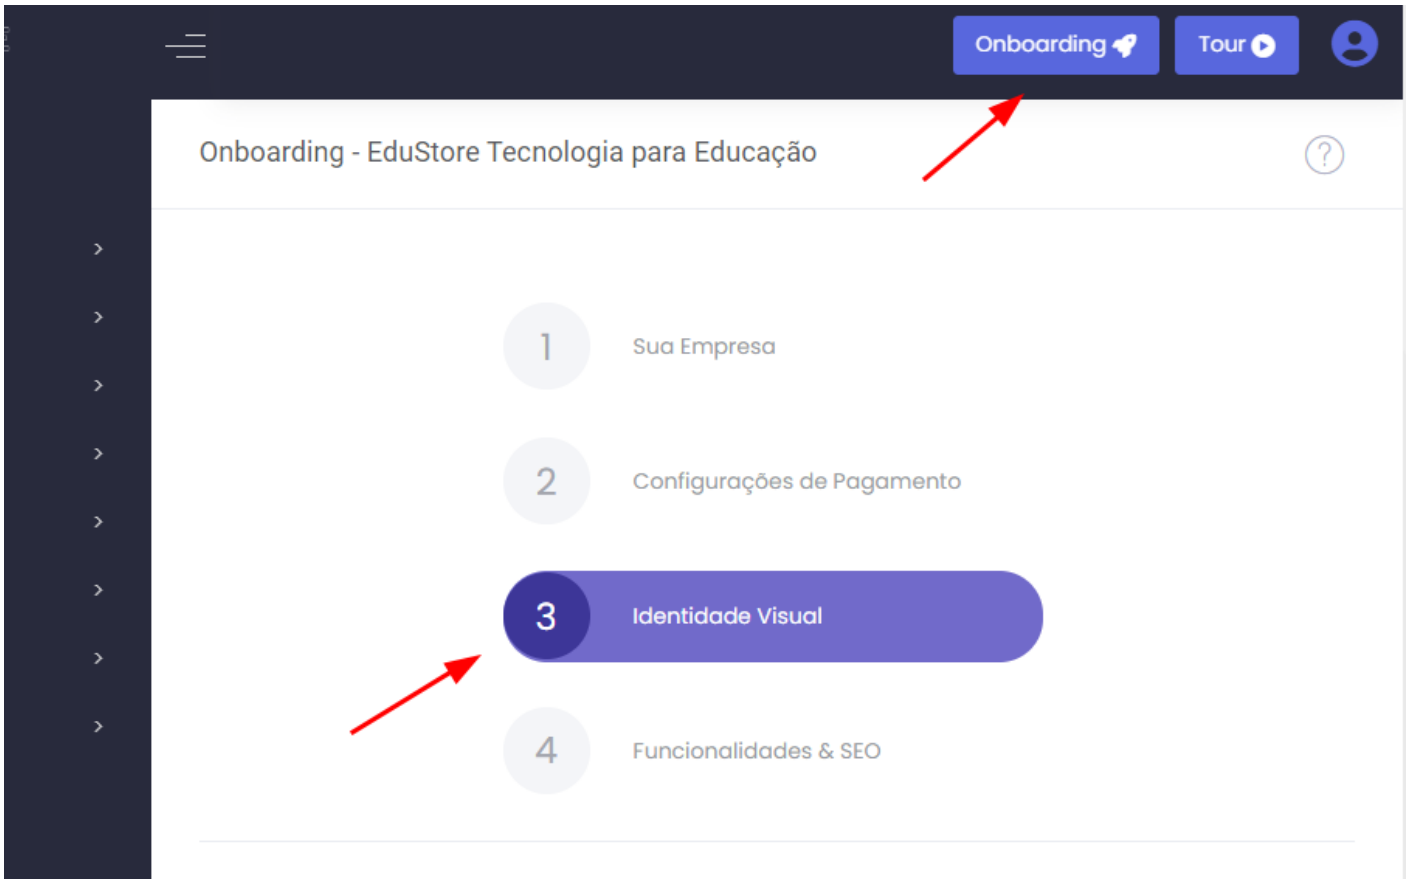 Onboarding
Tour
Onboarding - EduStore Tecnologia para Educação
?
1
Sua Empresa
2
Configurações de Pagamento
3
Identidade Visual
4
Funcionalidades & SEO